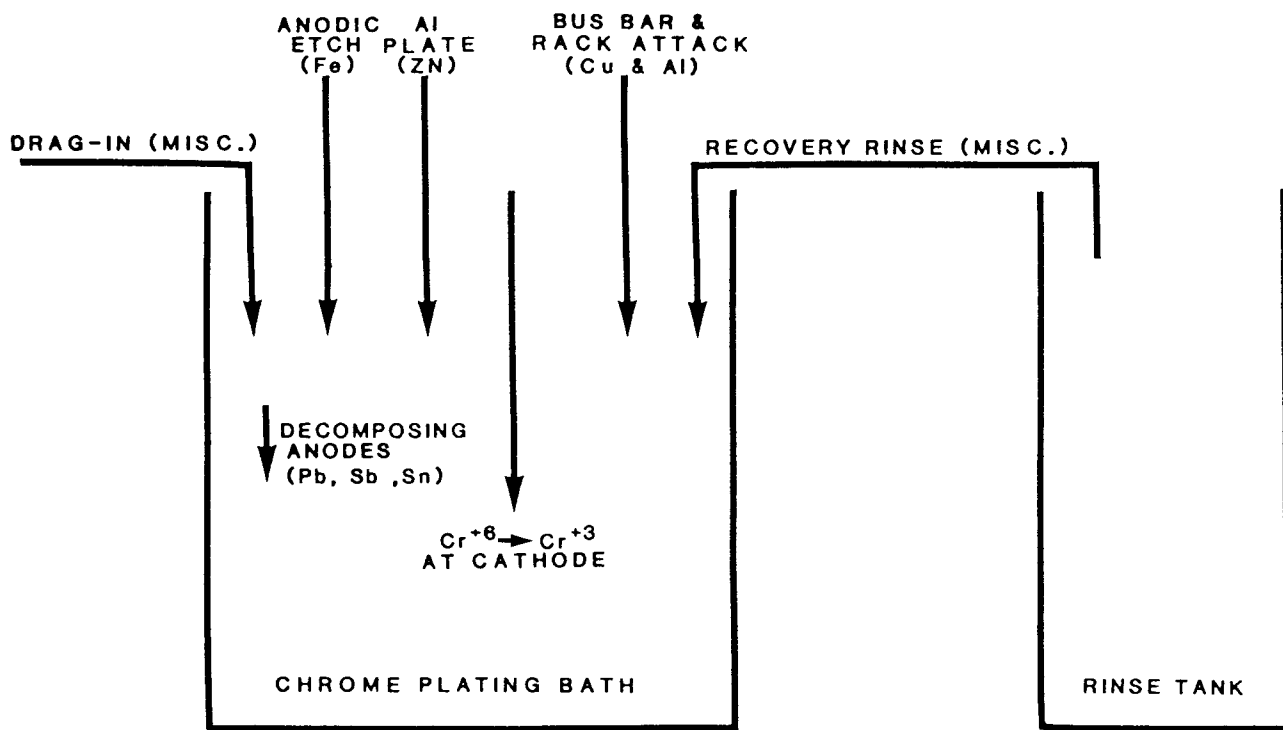 ANODIC
ETCH
(Fe)
Al
PLATE
(ZN)
BUS BAR &
RACK ATTACK
(Cu & Al)
DRAG-IN (MISC.)
RECOVERY RINSE (MISC.)
DECOMPOSING
ANODES
(Pb, Sb ,Sn)
Cr+6 → Cr+3
AT CATHODE
CHROME PLATING BATH
RINSE TANK